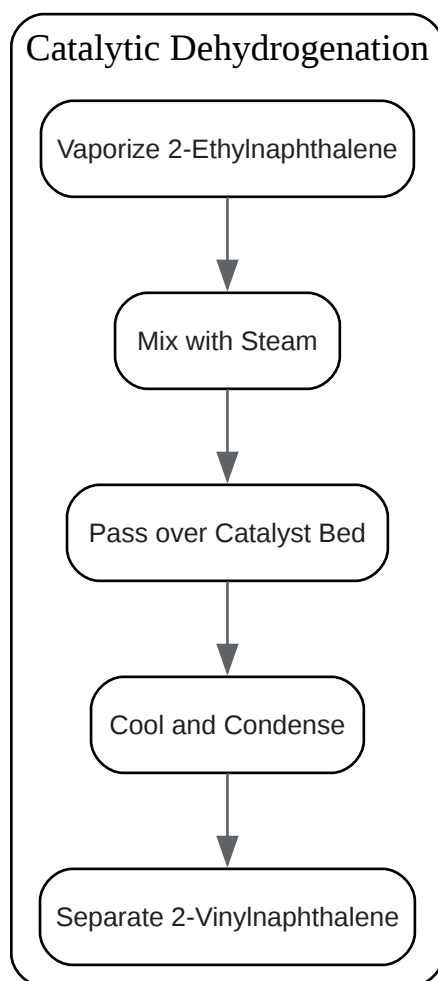 Catalytic Dehydrogenation
Vaporize 2-Ethylnaphthalene
Mix with Steam
Pass over Catalyst Bed
Cool and Condense
Separate 2-Vinylnaphthalene